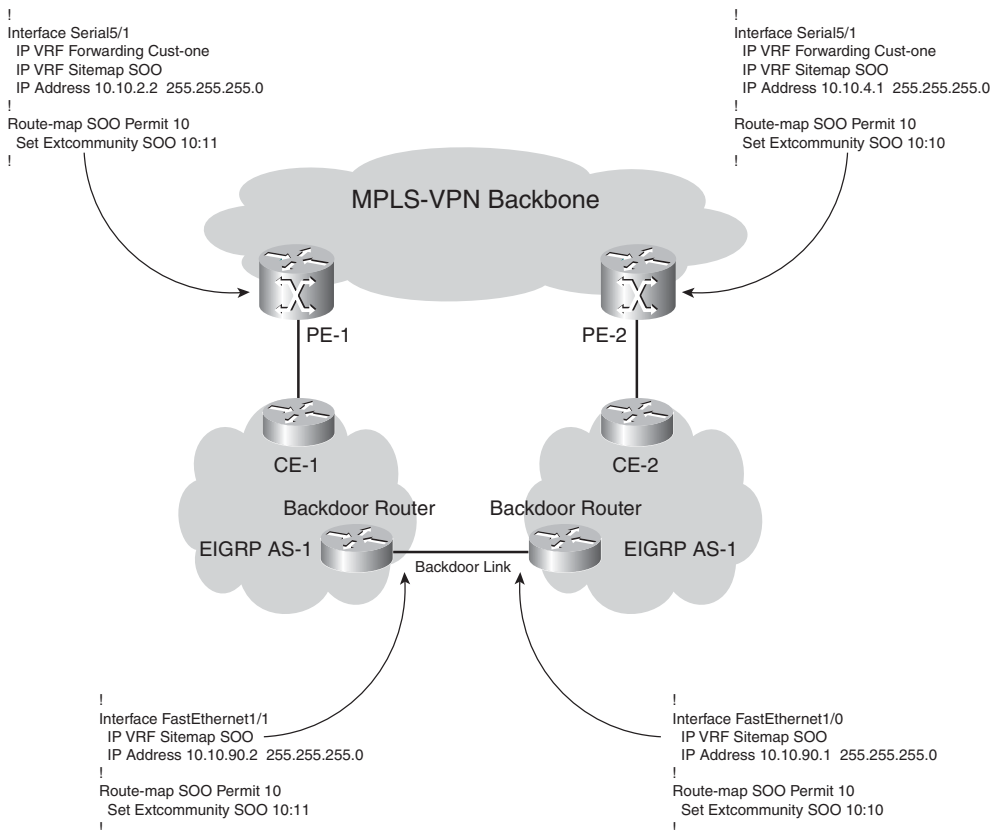 !
Interface Serial5/1
IP VRF Forwarding Cust-one
IP VRF Sitemap SOO
IP Address 10.10.2.2 255.255.255.0
!
Route-map SOO Permit 10
Set Extcommunity SOO 10:11
!
!
Interface Serial5/1
IP VRF Forwarding Cust-one
IP VRF Sitemap SOO
IP Address 10.10.4.1 255.255.255.0
!
Route-map SOO Permit 10
Set Extcommunity SOO 10:10
!
MPLS-VPN Backbone
PE-1
PE-2
CE-1
CE-2
Backdoor Router
Backdoor Router
EIGRP AS-1
Backdoor Link
EIGRP AS-1
!
Interface FastEthernet1/1
IP VRF Sitemap SOO
IP Address 10.10.90.2 255.255.255.0
!
Route-map SOO Permit 10
Set Extcommunity SOO 10:11
!
!
Interface FastEthernet1/0
IP VRF Sitemap SOO
IP Address 10.10.90.1 255.255.255.0
!
Route-map SOO Permit 10
Set Extcommunity SOO 10:10
!